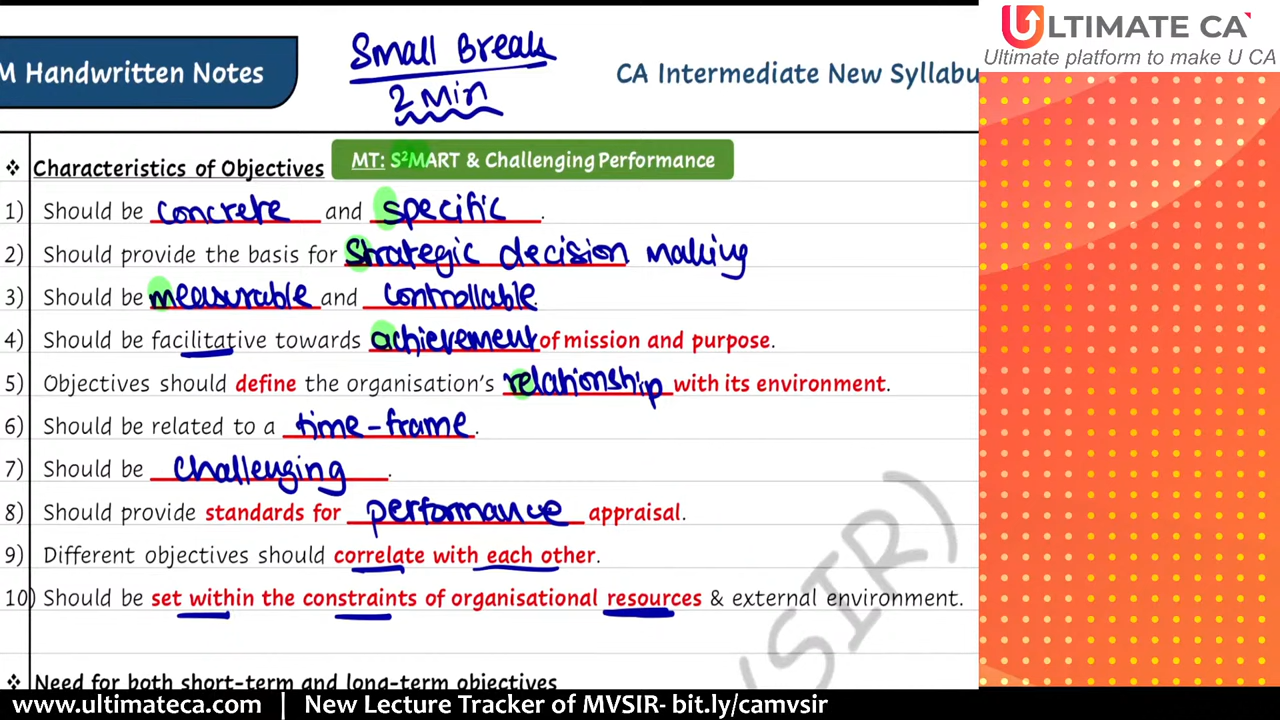 ULTIMATE CA
Ultimate platform to make U CA
Small Break
2 Min
M Handwritten Notes
CA Intermediate New Syllabu
❖ Characteristics of Objectives MT: S²MART & Challenging Performance
1) Should be concrete and specific.
2) Should provide the basis for strategic decision making
3) Should be measurable and controllable.
4) Should be facilitative towards achievement of mission and purpose.
5) Objectives should define the organisation's relationship with its environment.
6) Should be related to a time-frame.
7) Should be challenging.
8) Should provide standards for performance appraisal.
9) Different objectives should correlate with each other.
10) Should be set within the constraints of organisational resources & external environment.
SIR)
❖ Need for both short-term and long-term objectives
www.ultimateca.com | New Lecture Tracker of MVSIR- bit.ly/camvsir